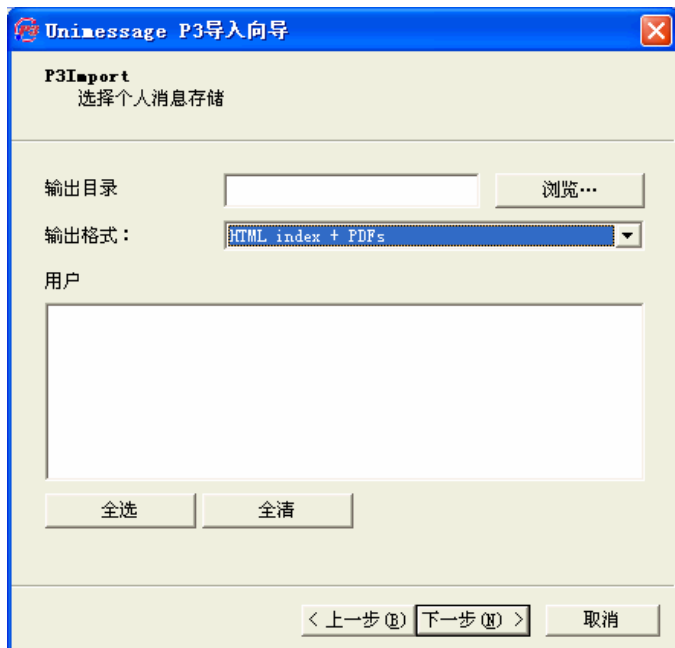 Unimessage P3导入向导
P3Import
选择个人消息存储
输出目录
浏览…
输出格式：
HTML index + PDFs
用户
全选
全清
< 上一步(B)
下一步(N) >
取消